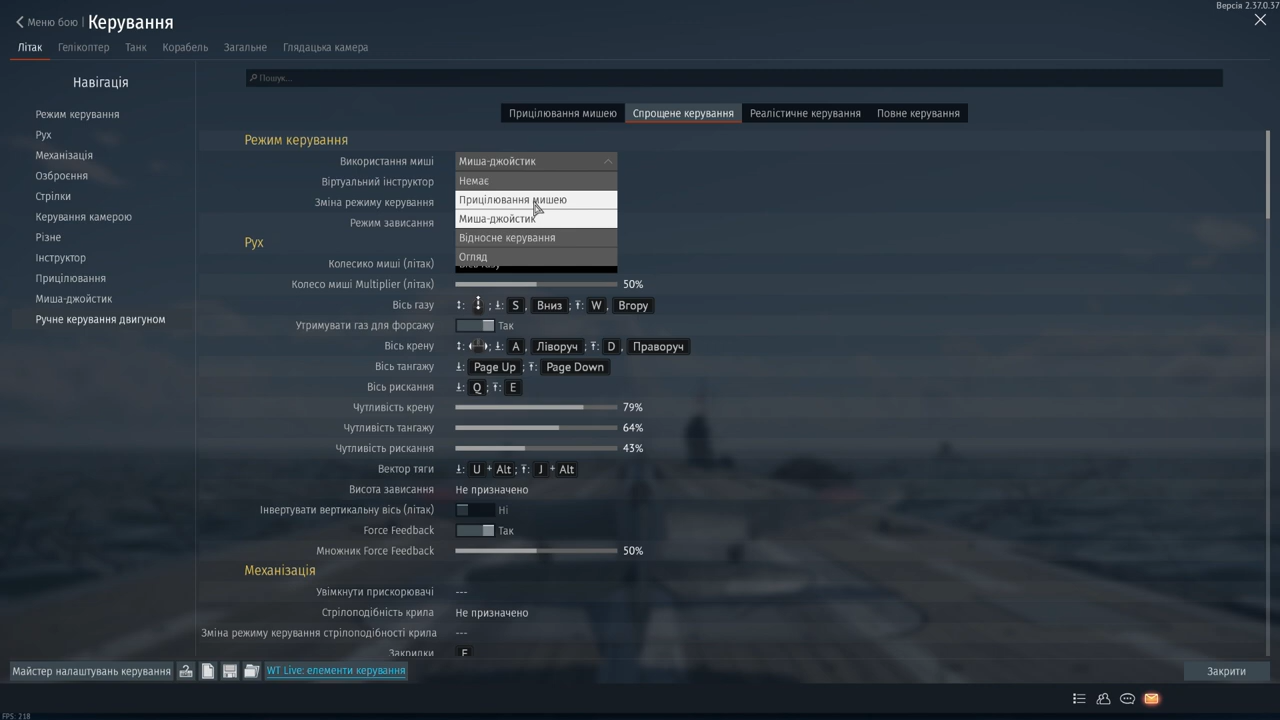 Версія 2.37.0.37
Меню бою | Керування
Літак Гелікоптер Танк Корабель Загальне Глядацька камера
Навігація
Режим керування
Рух
Механізація
Озброєння
Стрілки
Керування камерою
Різне
Інструктор
Прицілювання
Миша-джойстик
Ручне керування двигуном
Пошук...
Прицілювання мишею Спрощене керування Реалістичне керування Повне керування
Режим керування
Використання миші Миша-джойстик
Немає
Віртуальний інструктор
Прицілювання мишею
Зміна режиму керування
Миша-джойстик
Режим зависання
Відносне керування
Рух
Огляд
Колесико миші (літак)
Колесо миші Multiplier (літак) 50%
Вісь газу S , Вниз ; W , Вгору
Утримувати газ для форсажу Так
Вісь крену A , Ліворуч ; D , Праворуч
Вісь тангажу Page Up ; Page Down
Вісь рискання Q ; E
Чутливість крену 79%
Чутливість тангажу 64%
Чутливість рискання 43%
Вектор тяги U + Alt ; J + Alt
Висота зависання Не призначено
Інвертувати вертикальну вісь (літак) Ні
Force Feedback Так
Множник Force Feedback 50%
Механізація
Увімкнути прискорювачі ---
Стрілоподібність крила Не призначено
Зміна режиму керування стрілоподібності крила ---
Закрилки F
Майстер налаштувань керування WT Live: елементи керування Закрити
FPS: 218